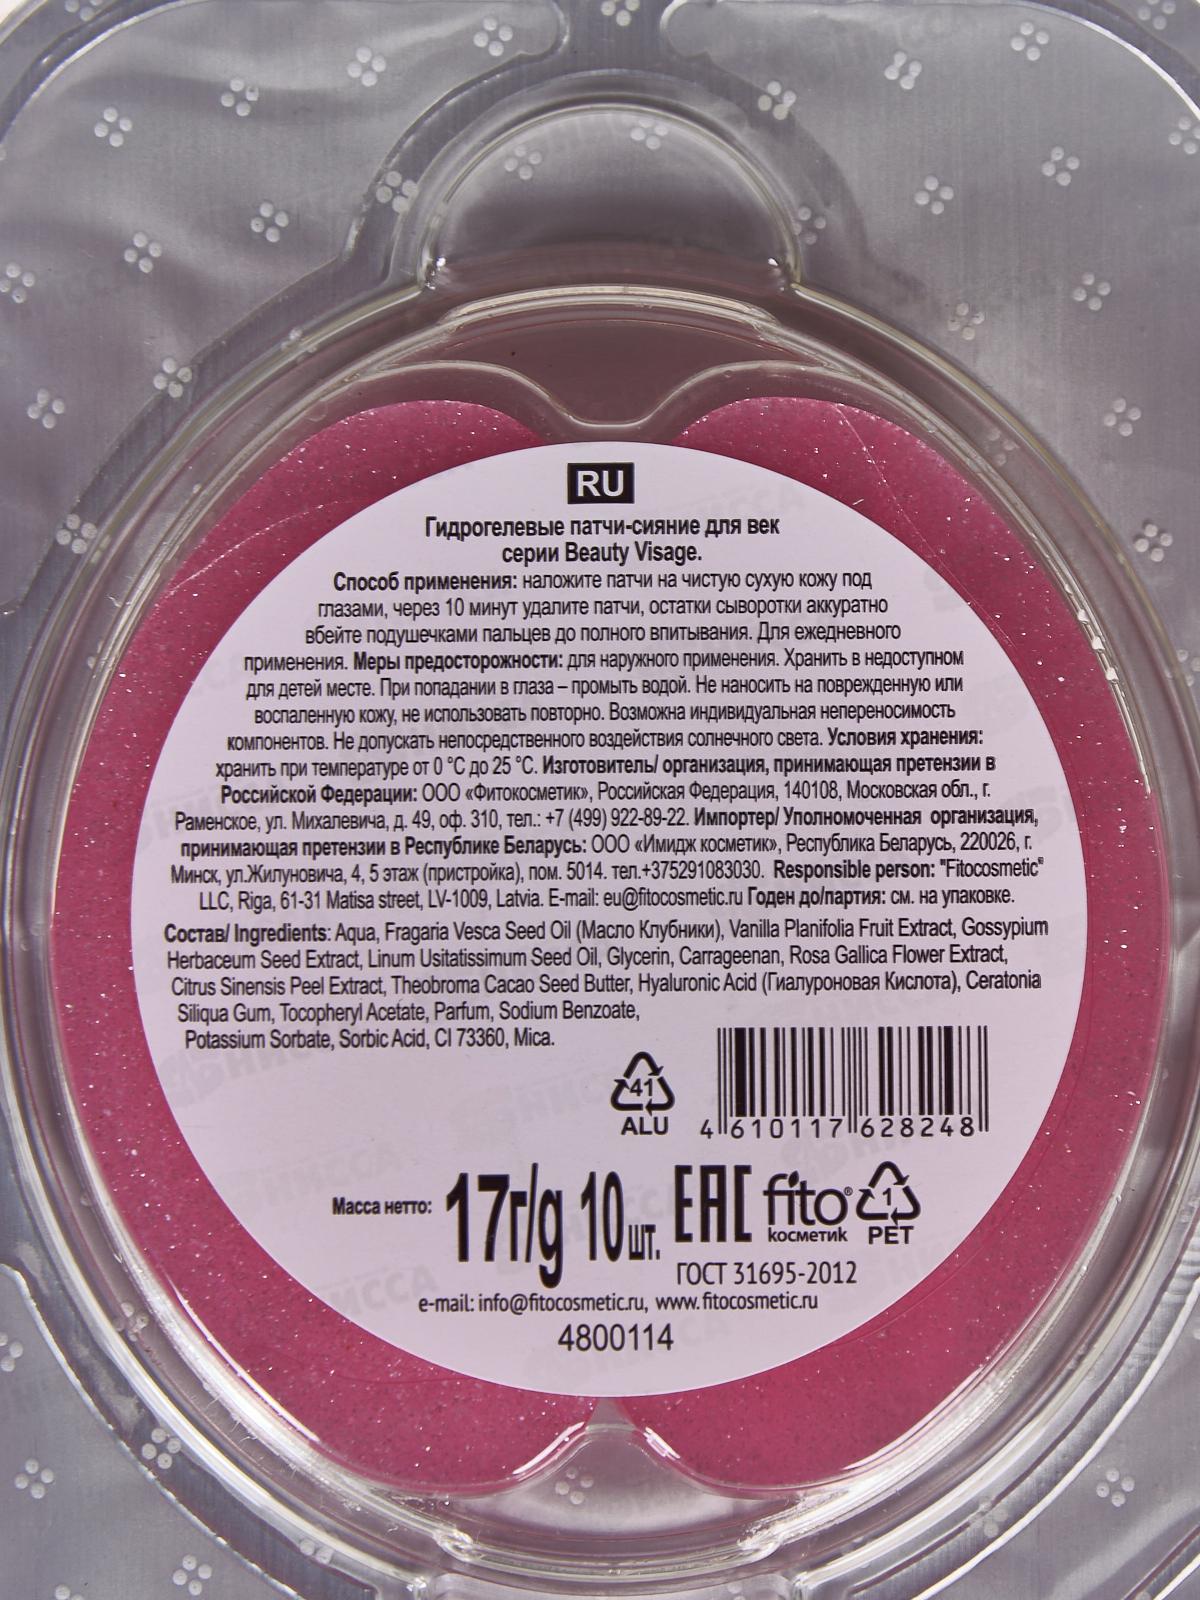 RU
Гидрогелевые патчи-сияние для век
серии Beauty Visage.
Способ применения: наложите патчи на чистую сухую кожу под
глазами, через 10 минут удалите патчи, остатки сыворотки аккуратно
вбейте подушечками пальцев до полного впитывания. Для ежедневного
применения. Меры предосторожности: для наружного применения. Хранить в недоступном
для детей месте. При попадании в глаза – промыть водой. Не наносить на поврежденную или
воспаленную кожу, не использовать повторно. Возможна индивидуальная непереносимость
компонентов. Не допускать непосредственного воздействия солнечного света. Условия хранения:
хранить при температуре от 0 °C до 25 °C. Изготовитель/ организация, принимающая претензии в
Российской Федерации: ООО «Фитокосметик», Российская Федерация, 140108, Московская обл., г.
Раменское, ул. Михалевича, д. 49, оф. 310, тел.: +7 (499) 922-89-22. Импортер/ Уполномоченная организация,
принимающая претензии в Республике Беларусь: ООО «Имидж косметик», Республика Беларусь, 220026, г.
Минск, ул.Жилуновича, 4, 5 этаж (пристройка), пом. 5014. тел.+375291083030. Responsible person: "Fitocosmetic"
LLC, Riga, 61-31 Matisa street, LV-1009, Latvia. E-mail: eu@fitocosmetic.ru Годен до/партия: см. на упаковке.
Состав/ Ingredients: Aqua, Fragaria Vesca Seed Oil (Масло Клубники), Vanilla Planifolia Fruit Extract, Gossypium
Herbaceum Seed Extract, Linum Usitatissimum Seed Oil, Glycerin, Carrageenan, Rosa Gallica Flower Extract,
Citrus Sinensis Peel Extract, Theobroma Cacao Seed Butter, Hyaluronic Acid (Гиалуроновая Кислота), Ceratonia
Siliqua Gum, Tocopheryl Acetate, Parfum, Sodium Benzoate,
Potassium Sorbate, Sorbic Acid, CI 73360, Mica.
41
ALU
4 610117 628248
Масса нетто: 17г/g 10 шт.
EAC
fito®
косметик
1
PET
ГОСТ 31695-2012
e-mail: info@fitocosmetic.ru, www.fitocosmetic.ru
4800114